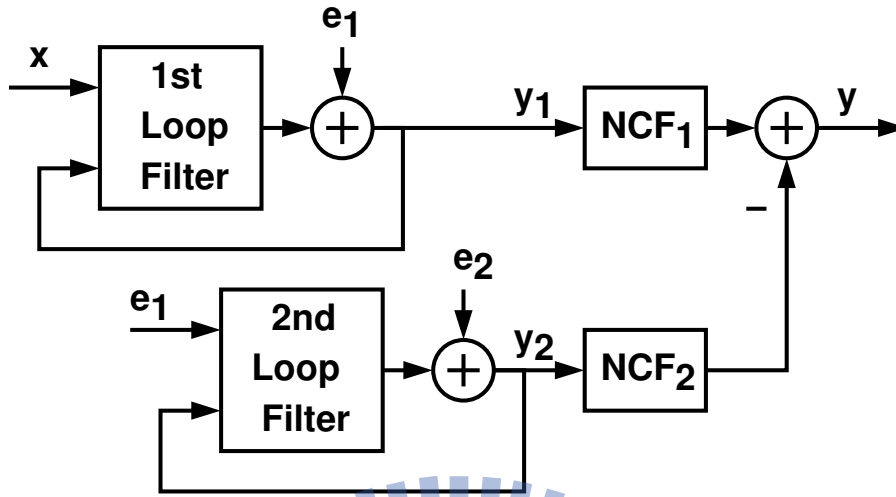 e1
x
1st
Loop
Filter
+
y1
NCF1
+
y
−
e1
2nd
Loop
Filter
e2
+
y2
NCF2